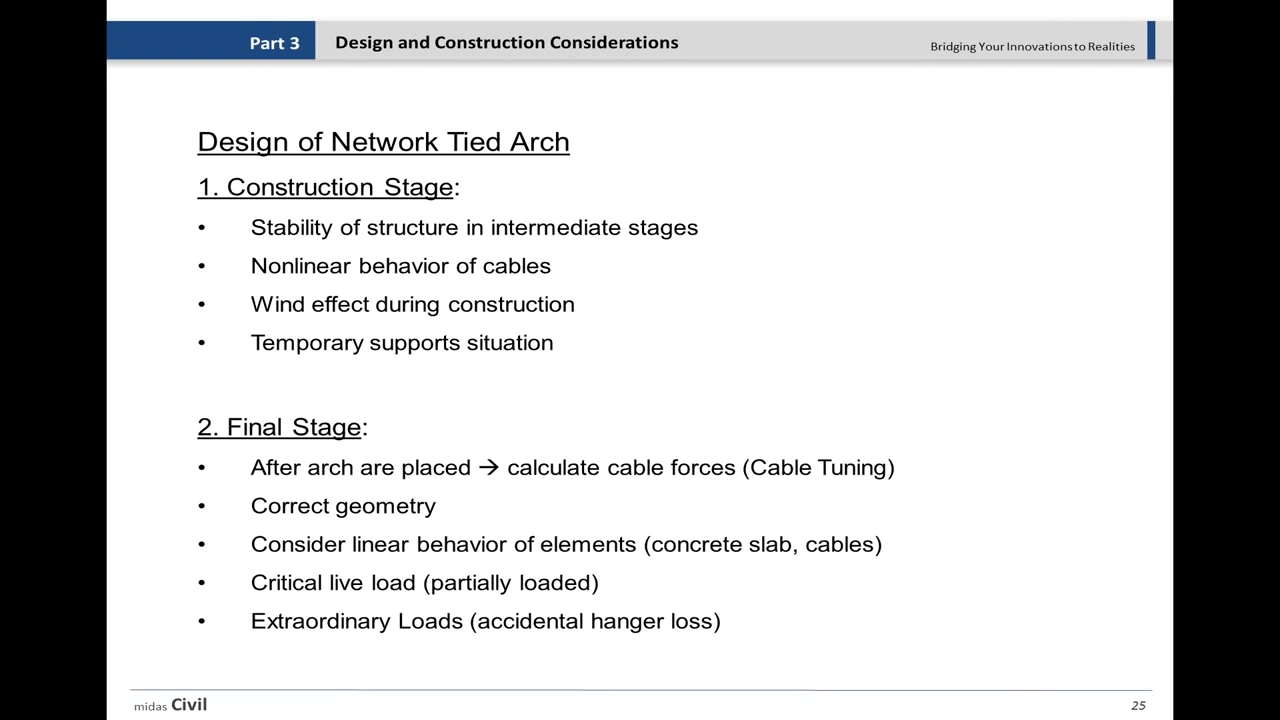 Part 3
Design and Construction Considerations
Bridging Your Innovations to Realities
Design of Network Tied Arch
1. Construction Stage:
• Stability of structure in intermediate stages
• Nonlinear behavior of cables
• Wind effect during construction
• Temporary supports situation
2. Final Stage:
• After arch are placed → calculate cable forces (Cable Tuning)
• Correct geometry
• Consider linear behavior of elements (concrete slab, cables)
• Critical live load (partially loaded)
• Extraordinary Loads (accidental hanger loss)
midas Civil
25